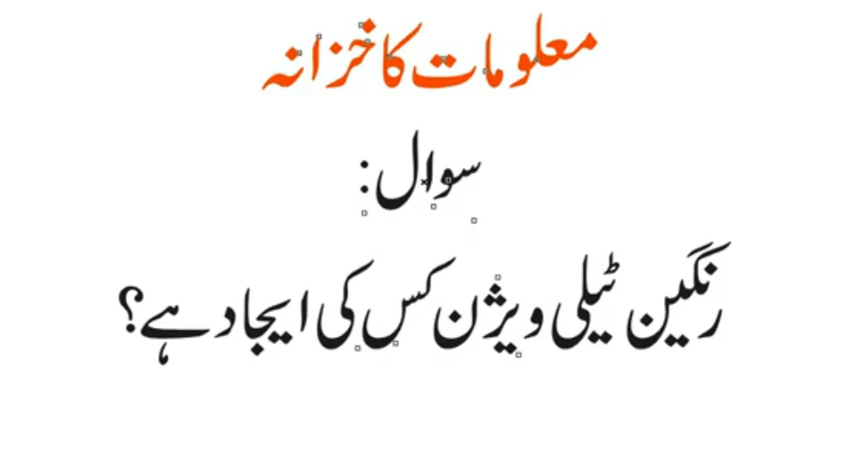 معلومات کا خزانہ
سوال:
رنگین ٹیلی ویژن کس کی ایجاد ہے؟